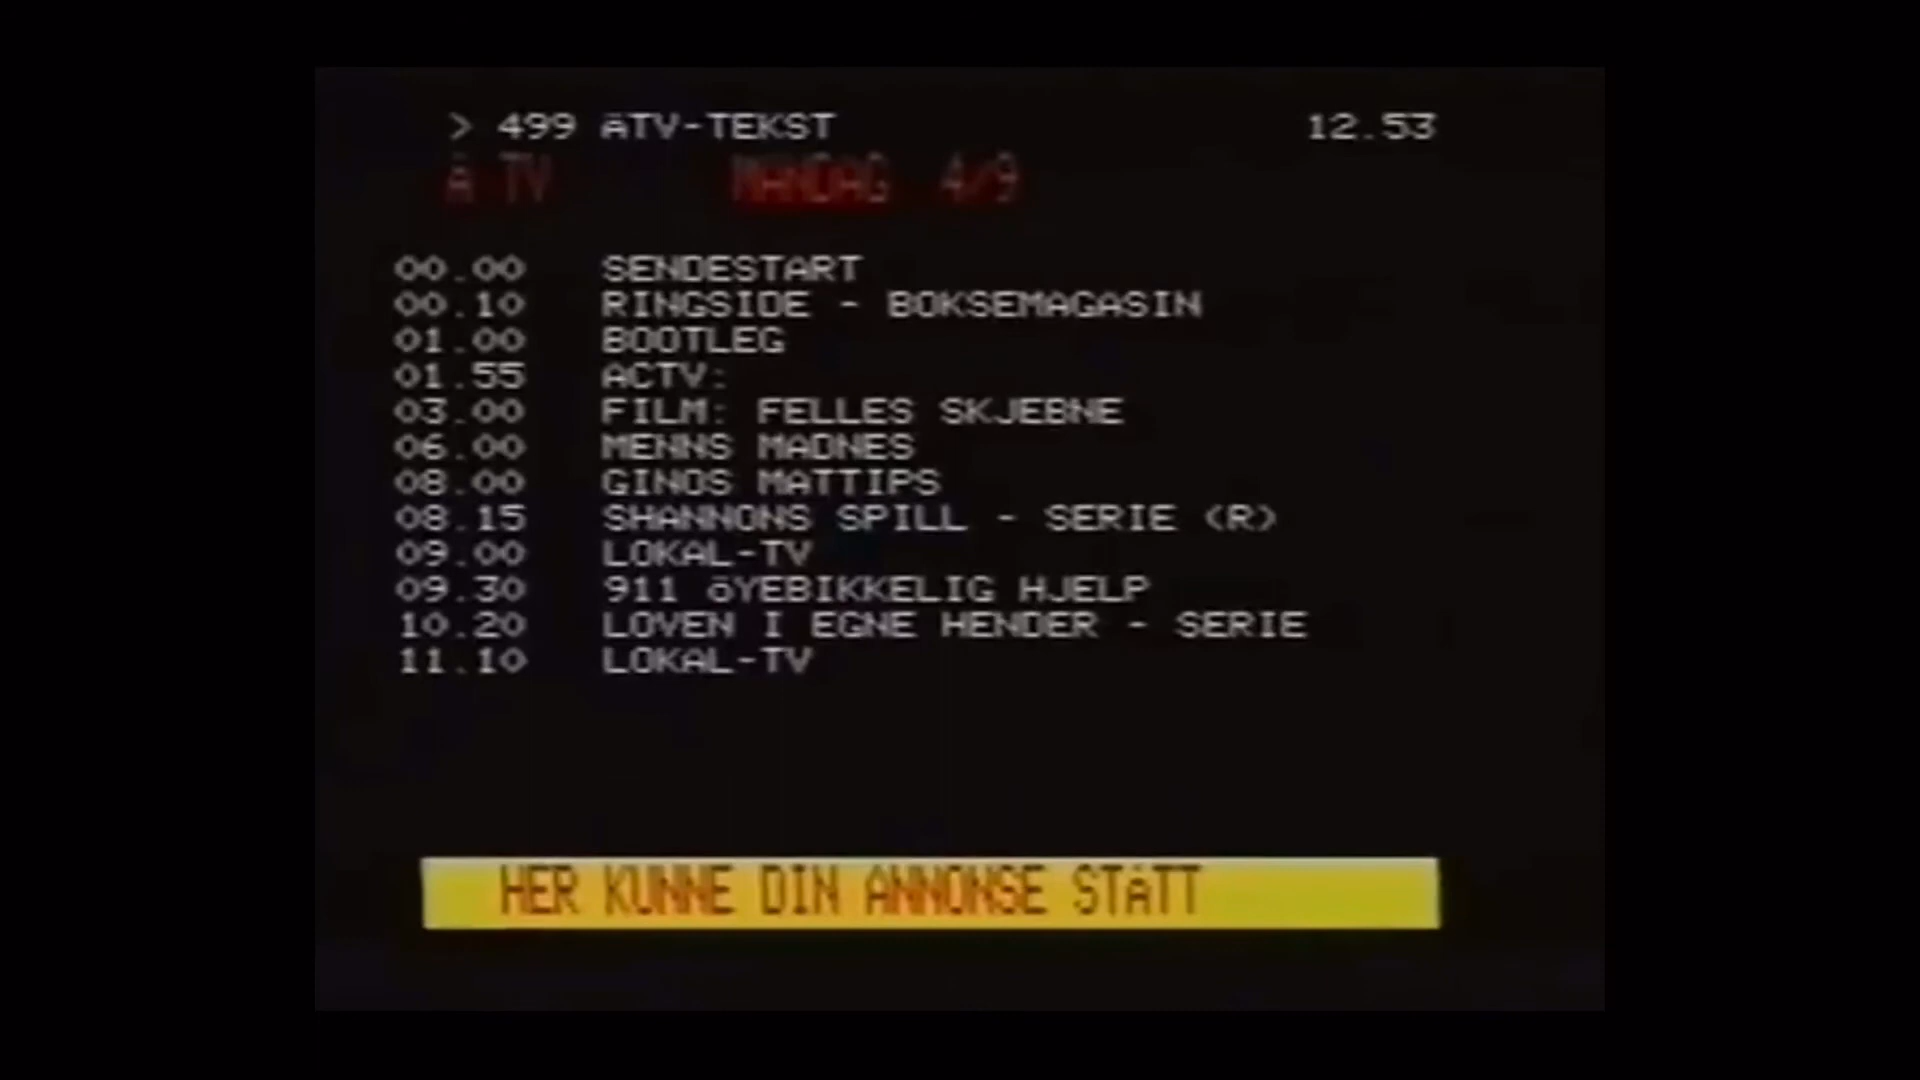 > 499 åTV-TEKST 12.53
å TV MANDAG 4/9
00.00 SENDESTART
00.10 RINGSIDE - BOKSEMAGASIN
01.00 BOOTLEG
01.55 ACTV:
03.00 FILM: FELLES SKJEBNE
06.00 MENNS MADNES
08.00 GINOS MATTIPS
08.15 SHANNONS SPILL - SERIE (R)
09.00 LOKAL-TV
09.30 911 öYEBIKKELIG HJELP
10.20 LOVEN I EGNE HENDER - SERIE
11.10 LOKAL-TV
HER KUNNE DIN ANNONSE STåTT